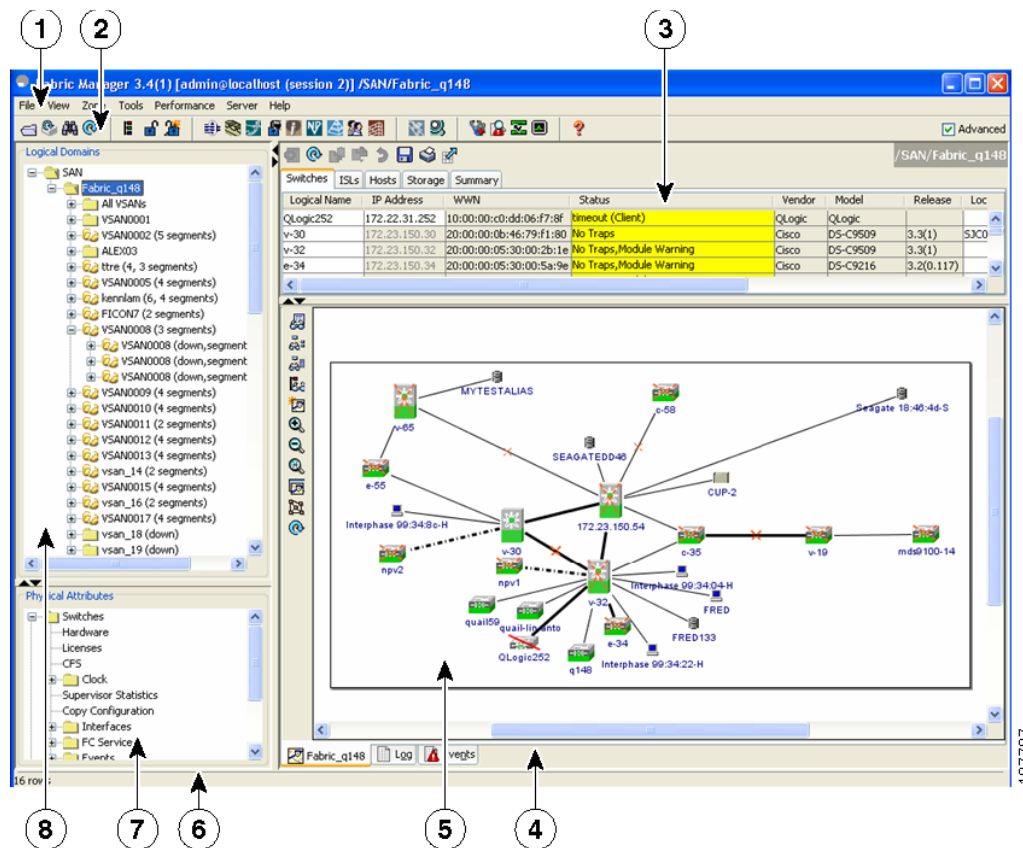 1 2 3
Fabric Manager 3.4(1) [admin@localhost (session 2)] /SAN/Fabric_q148
File View Zone Tools Performance Server Help
Advanced
Logical Domains
SAN
Fabric_q148
All VSANs
VSAN0001
VSAN0002 (5 segments)
ALEX03
ttre (4, 3 segments)
VSAN0005 (4 segments)
kennlam (6, 4 segments)
FICON7 (2 segments)
VSAN0008 (3 segments)
VSAN0008 (down,segment
VSAN0008 (down,segment
VSAN0008 (down,segment
VSAN0009 (4 segments)
VSAN0010 (4 segments)
VSAN0011 (2 segments)
VSAN0012 (4 segments)
VSAN0013 (4 segments)
vsan_14 (2 segments)
VSAN0015 (4 segments)
vsan_16 (2 segments)
VSAN0017 (4 segments)
vsan_18 (down)
vsan_19 (down)
Physical Attributes
Switches
Hardware
Licenses
CFS
Clock
Supervisor Statistics
Copy Configuration
Interfaces
FC Service
Events
16 rows
/SAN/Fabric_q148
Switches ISLs Hosts Storage Summary
Logical Name IP Address WWN Status Vendor Model Release Loc
QLogic252 172.22.31.252 10:00:00:c0:dd:06:f7:8f timeout (Client) QLogic QLogic
v-30 172.23.150.30 20:00:00:0b:46:79:f1:80 No Traps Cisco DS-C9509 3.3(1) SJC0
v-32 172.23.150.32 20:00:00:05:30:00:2b:1e No Traps,Module Warning Cisco DS-C9509 3.3(1)
e-34 172.23.150.34 20:00:00:05:30:00:5a:9e No Traps,Module Warning Cisco DS-C9216 3.2(0.117)
MYTESTALIAS
v-65
c-58
Seagate 18:46:4d-S
SEAGATEDD46
e-55
CUP-2
Interphase 99:34:8c-H
172.23.150.54
v-30
c-35
v-19
mds9100-14
npv2
npv1
Interphase 99:34:04-H
v-32
FRED
quail59
quail-lip anto
FRED133
e-34
QLogic252
Interphase 99:34:22-H
q148
Fabric_q148 Log Events
8 7 6 5 4